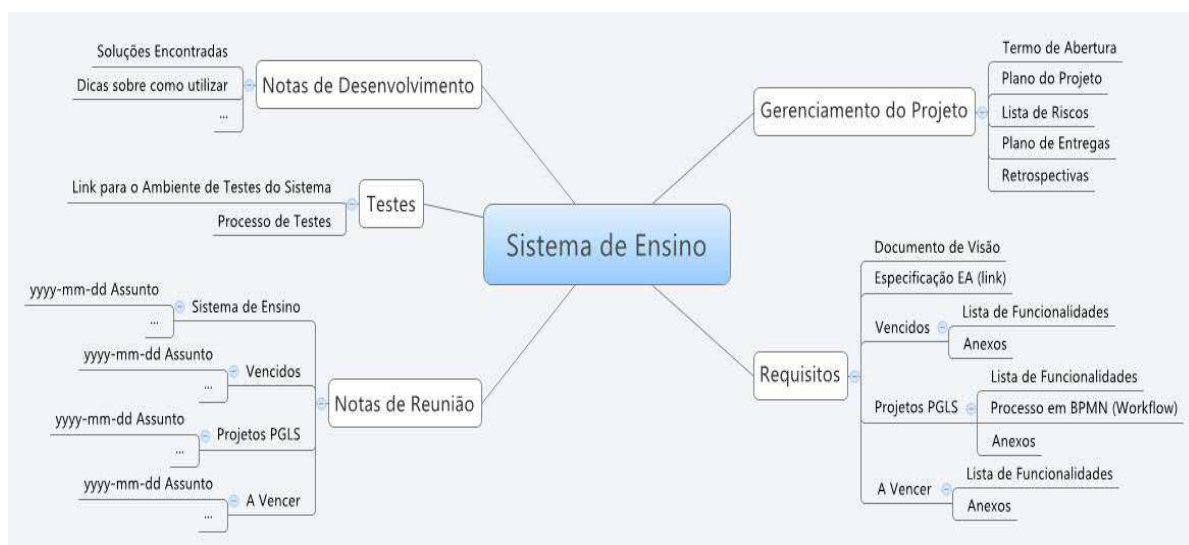 Sistema de Ensino
Notas de Desenvolvimento
Soluções Encontradas
Dicas sobre como utilizar
...
Testes
Link para o Ambiente de Testes do Sistema
Processo de Testes
Notas de Reunião
Sistema de Ensino
yyyy-mm-dd Assunto
...
Vencidos
yyyy-mm-dd Assunto
...
Projetos PGLS
yyyy-mm-dd Assunto
...
A Vencer
yyyy-mm-dd Assunto
...
Gerenciamento do Projeto
Termo de Abertura
Plano do Projeto
Lista de Riscos
Plano de Entregas
Retrospectivas
Requisitos
Documento de Visão
Especificação EA (link)
Vencidos
Lista de Funcionalidades
Anexos
Projetos PGLS
Lista de Funcionalidades
Processo em BPMN (Workflow)
Anexos
A Vencer
Lista de Funcionalidades
Anexos